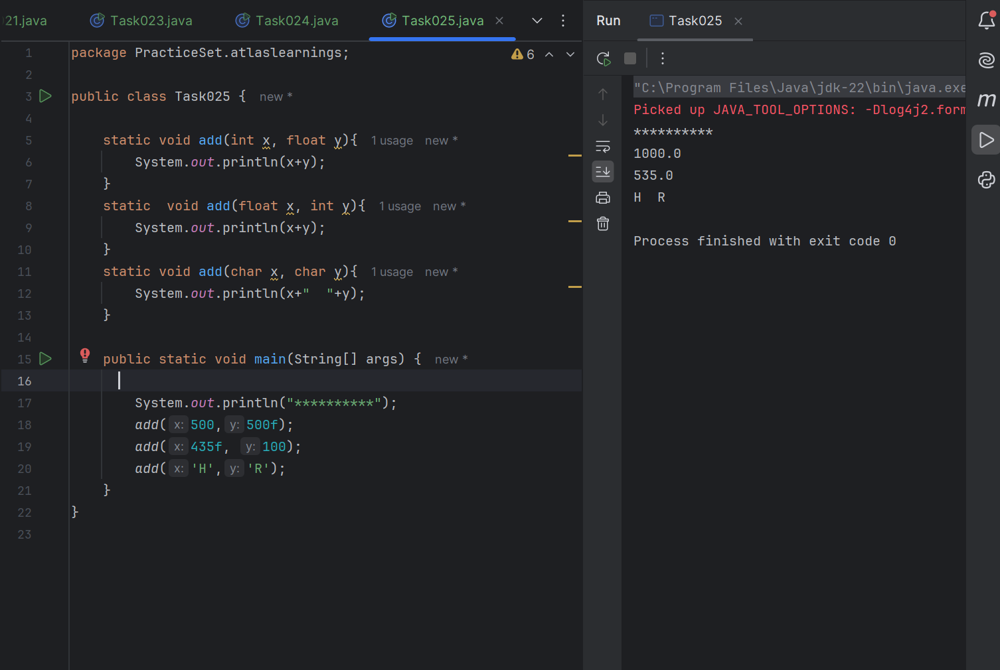 21.java Task023.java Task024.java Task025.java
Run Task025
1 package PracticeSet.atlaslearnings; 6
2
3 public class Task025 { new *
4
5 static void add(int x, float y){ 1 usage new *
6 System.out.println(x+y);
7 }
8 static  void add(float x, int y){ 1 usage new *
9 System.out.println(x+y);
10 }
11 static void add(char x, char y){ 1 usage new *
12 System.out.println(x+"  "+y);
13 }
14
15 public static void main(String[] args) { new *
16
17 System.out.println("**********");
18 add( x: 500, y: 500f);
19 add( x: 435f, y: 100);
20 add( x: 'H', y: 'R');
21 }
22 }
23
"C:\Program Files\Java\jdk-22\bin\java.exe
Picked up JAVA_TOOL_OPTIONS: -Dlog4j2.form
**********
1000.0
535.0
H  R
Process finished with exit code 0
m